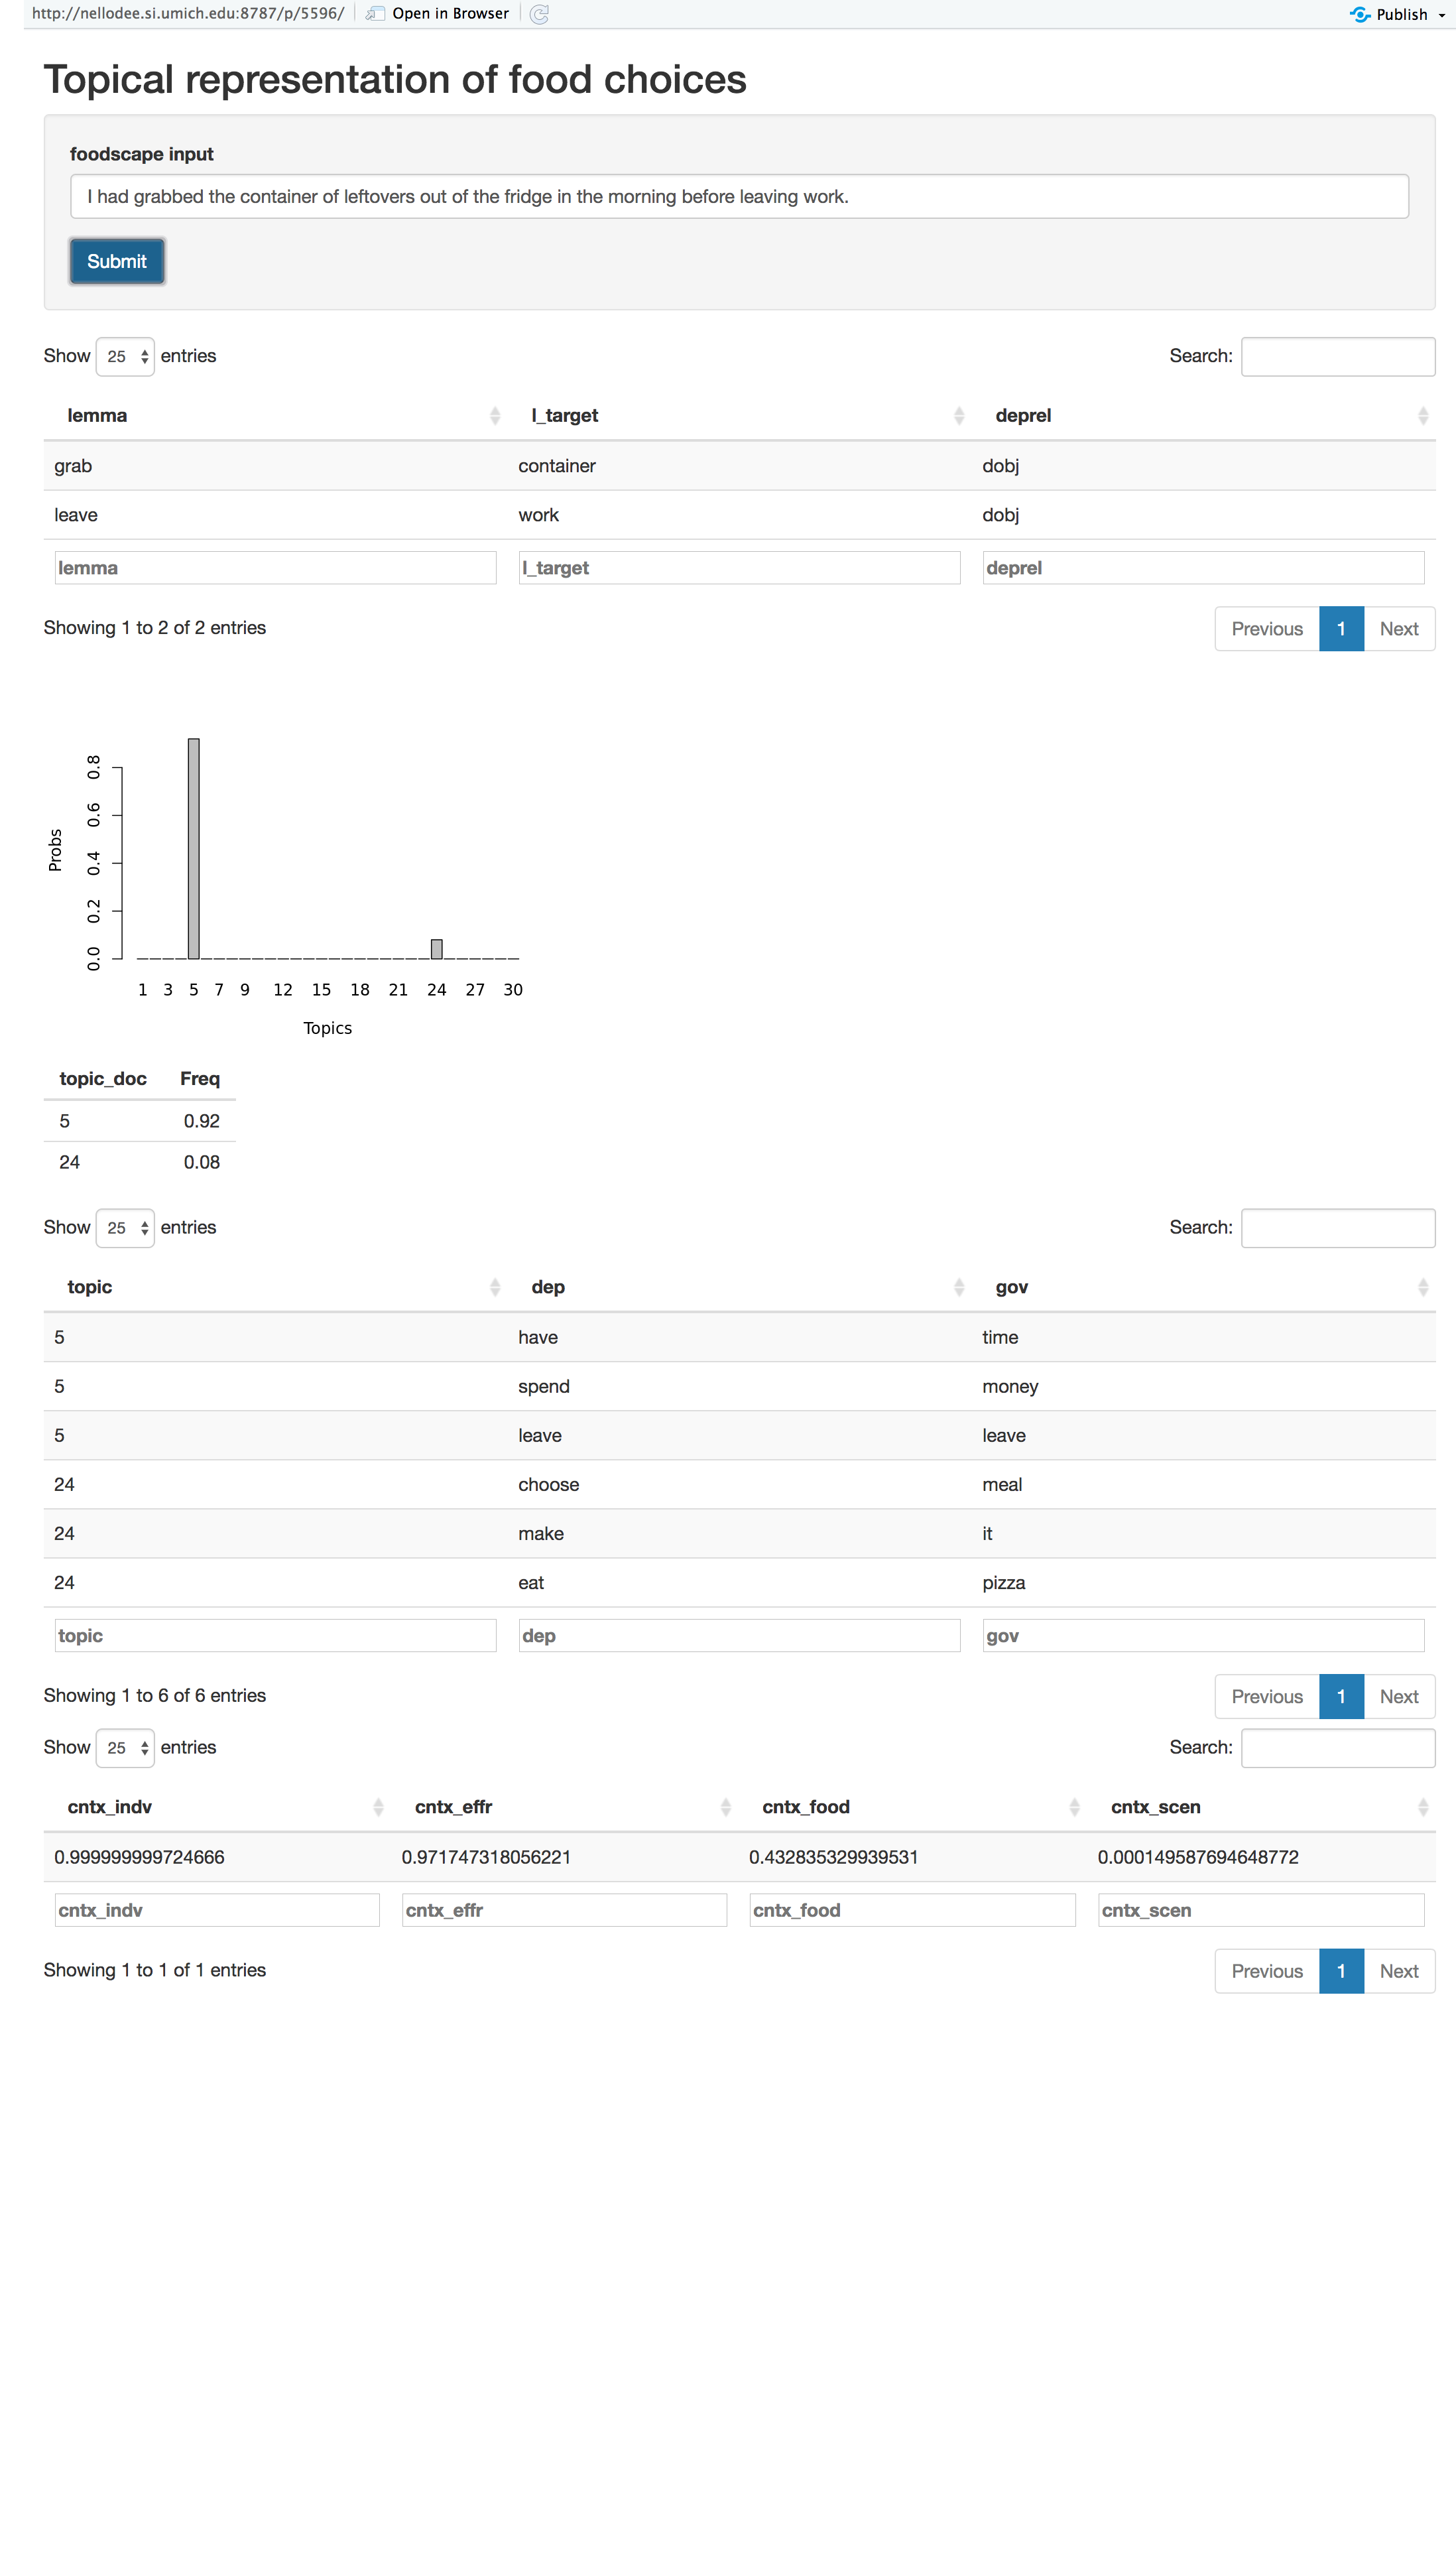 http://nellodee.si.umich.edu:8787/p/5596/ Open in Browser Publish
Topical representation of food choices
foodscape input
I had grabbed the container of leftovers out of the fridge in the morning before leaving work.
Submit
Show 25 entries Search:
lemma l_target deprel
grab container dobj
leave work dobj
lemma l_target deprel
Showing 1 to 2 of 2 entries Previous 1 Next
0.8
0.6
0.4
0.2
0.0
Probs
1 3 5 7 9 12 15 18 21 24 27 30
Topics
topic_doc Freq
5 0.92
24 0.08
Show 25 entries Search:
topic dep gov
5 have time
5 spend money
5 leave leave
24 choose meal
24 make it
24 eat pizza
topic dep gov
Showing 1 to 6 of 6 entries Previous 1 Next
Show 25 entries Search:
cntx_indv cntx_effr cntx_food cntx_scen
0.999999999724666 0.971747318056221 0.432835329939531 0.000149587694648772
cntx_indv cntx_effr cntx_food cntx_scen
Showing 1 to 1 of 1 entries Previous 1 Next